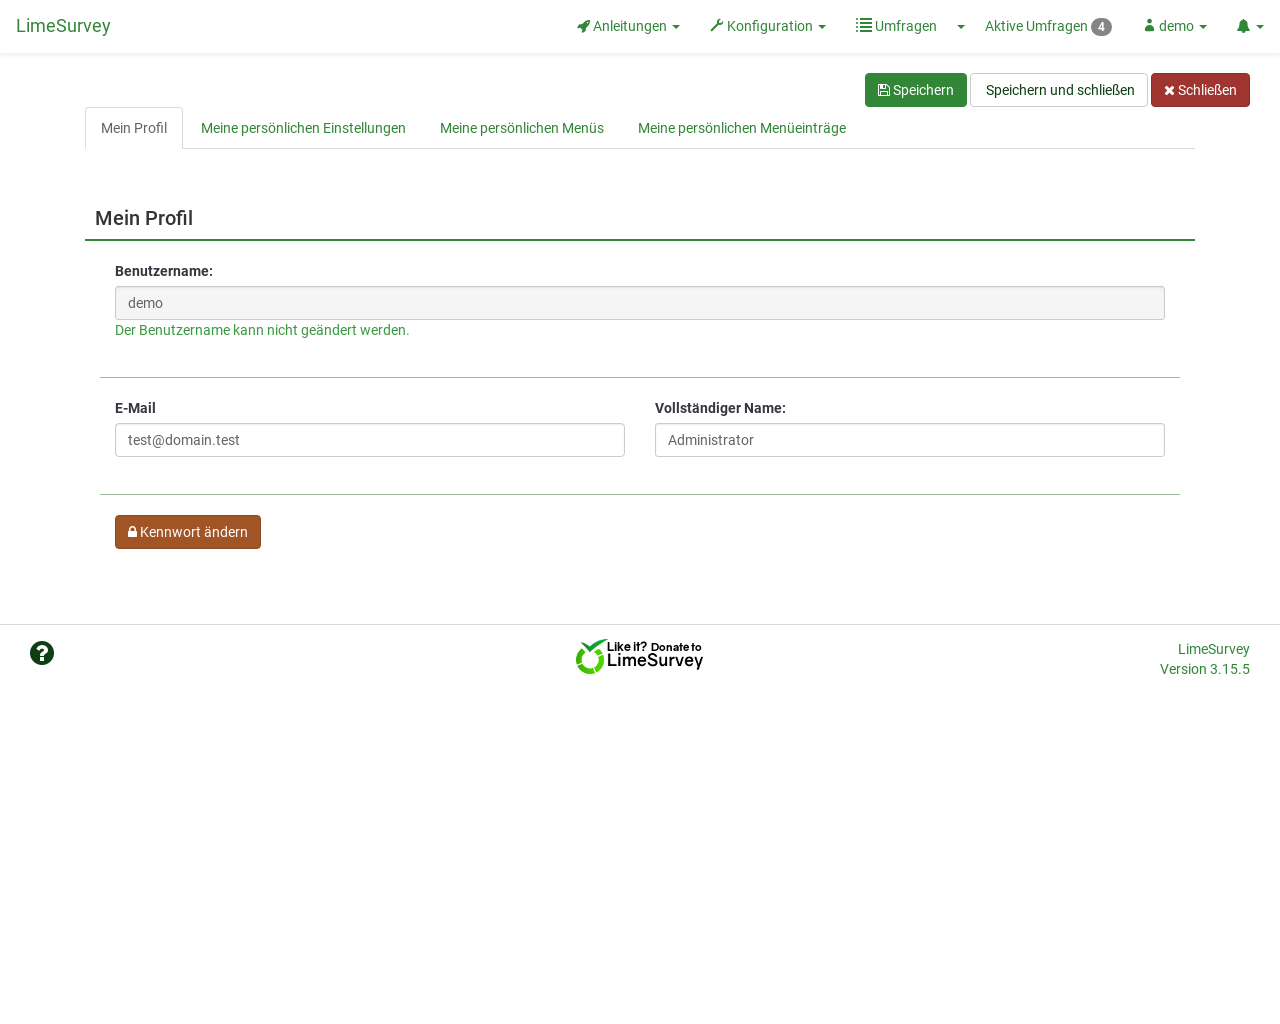 LimeSurvey
Anleitungen
Konfiguration
Umfragen
Aktive Umfragen 4
demo
Speichern
Speichern und schließen
Schließen
Mein Profil
Meine persönlichen Einstellungen
Meine persönlichen Menüs
Meine persönlichen Menüeinträge
Mein Profil
Benutzername:
demo
Der Benutzername kann nicht geändert werden.
E-Mail
Vollständiger Name:
test@domain.test
Administrator
Kennwort ändern
Like it? Donate to
LimeSurvey
LimeSurvey
Version 3.15.5